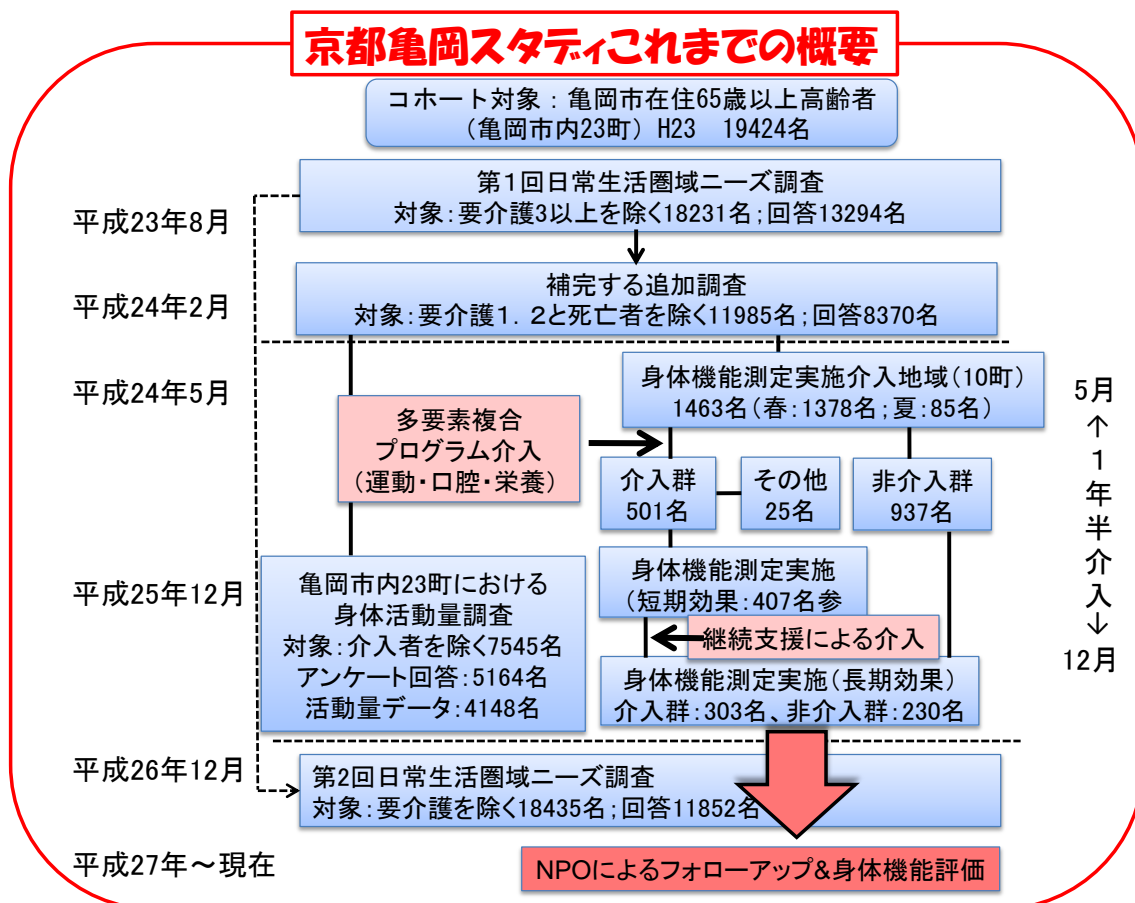 京都亀岡スタディこれまでの概要
コホート対象：亀岡市在住65歳以上高齢者
（亀岡市内23町）H23　19424名
平成23年8月
第１回日常生活圏域ニーズ調査
対象：要介護3以上を除く18231名；回答13294名
平成24年2月
補完する追加調査
対象：要介護１．２と死亡者を除く11985名；回答8370名
平成24年5月
身体機能測定実施介入地域（10町）
1463名（春：1378名；夏：85名）
多要素複合
プログラム介入
（運動・口腔・栄養）
介入群
501名
その他
25名
非介入群
937名
5月
↑
１
年
半
介
入
↓
12月
平成25年12月
亀岡市内23町における
身体活動量調査
対象：介入者を除く7545名
アンケート回答：5164名
活動量データ：4148名
身体機能測定実施
（短期効果：407名参
継続支援による介入
身体機能測定実施（長期効果）
介入群：303名、非介入群：230名
平成26年12月
第2回日常生活圏域ニーズ調査
対象：要介護を除く18435名；回答11852名
平成27年～現在
NPOによるフォローアップ&身体機能評価